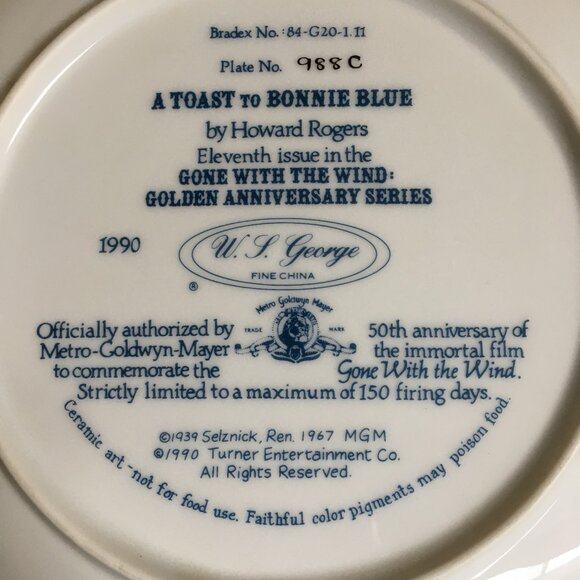 Bradex No.: 84-G20-1.11
Plate No. 988C
A TOAST TO BONNIE BLUE
by Howard Rogers
Eleventh issue in the
GONE WITH THE WIND:
GOLDEN ANNIVERSARY SERIES
1990
W. S. George
FINE CHINA
®
Metro Goldwyn Mayer
TRADE MARK
Officially authorized by
Metro-Goldwyn-Mayer
to commemorate the
50th anniversary of
the immortal film
Gone With the Wind.
Strictly limited to a maximum of 150 firing days.
©1939 Selznick, Ren. 1967 MGM
©1990 Turner Entertainment Co.
All Rights Reserved.
Ceramic art-not for food use. Faithful color pigments may poison food.